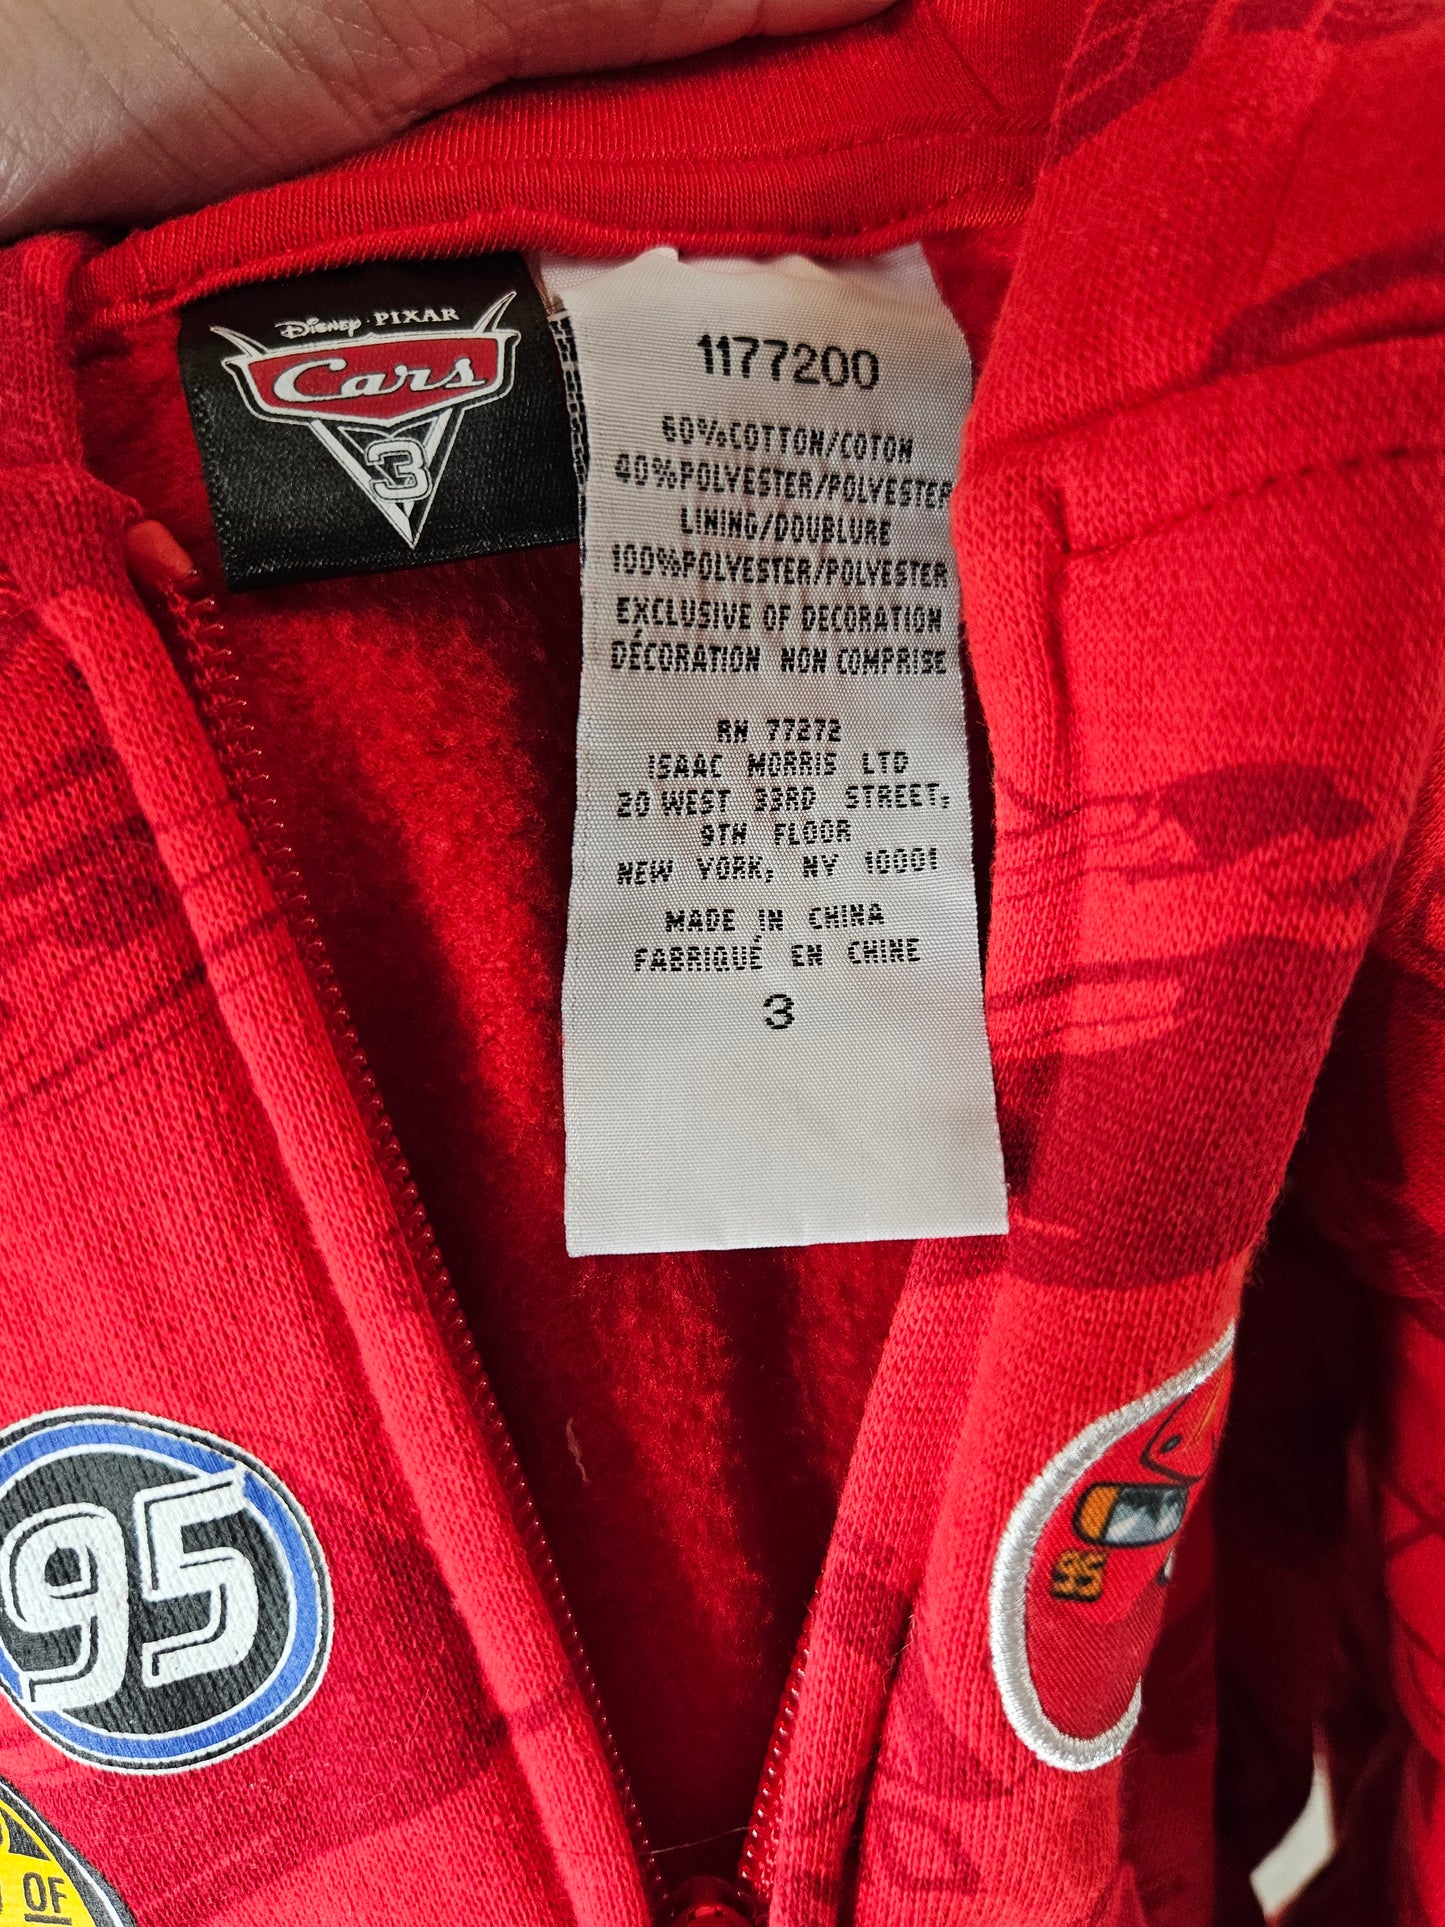 Disney · PIXAR
Cars
3
1177200
60%COTTON/COTON
40%POLYESTER/POLYESTER
LINING/DOUBLURE
100%POLYESTER/POLYESTER
EXCLUSIVE OF DECORATION
DÉCORATION NON COMPRISE
RN 77272
ISAAC MORRIS LTD
20 WEST 33RD STREET,
9TH FLOOR
NEW YORK, NY 10001
MADE IN CHINA
FABRIQUÉ EN CHINE
3
95
95
OF